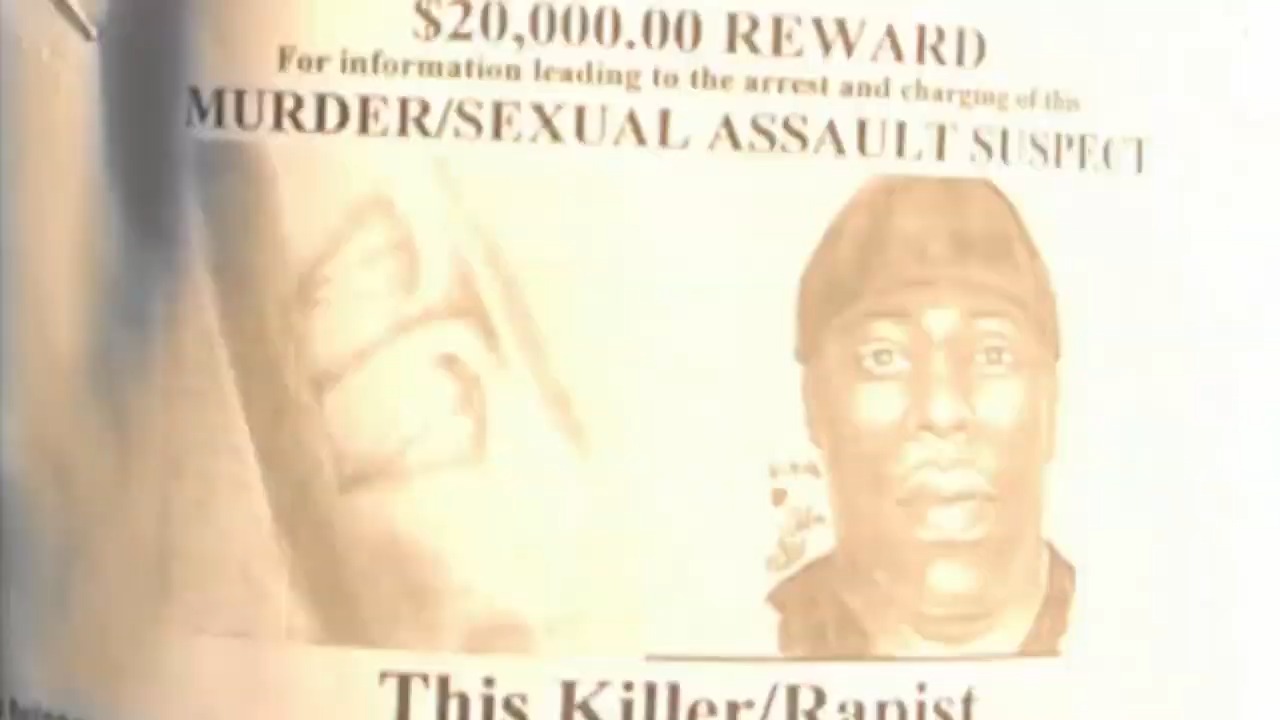 $20,000.00 REWARD
For information leading to the arrest and charging of this
MURDER/SEXUAL ASSAULT SUSPECT
This Killer/Rapist